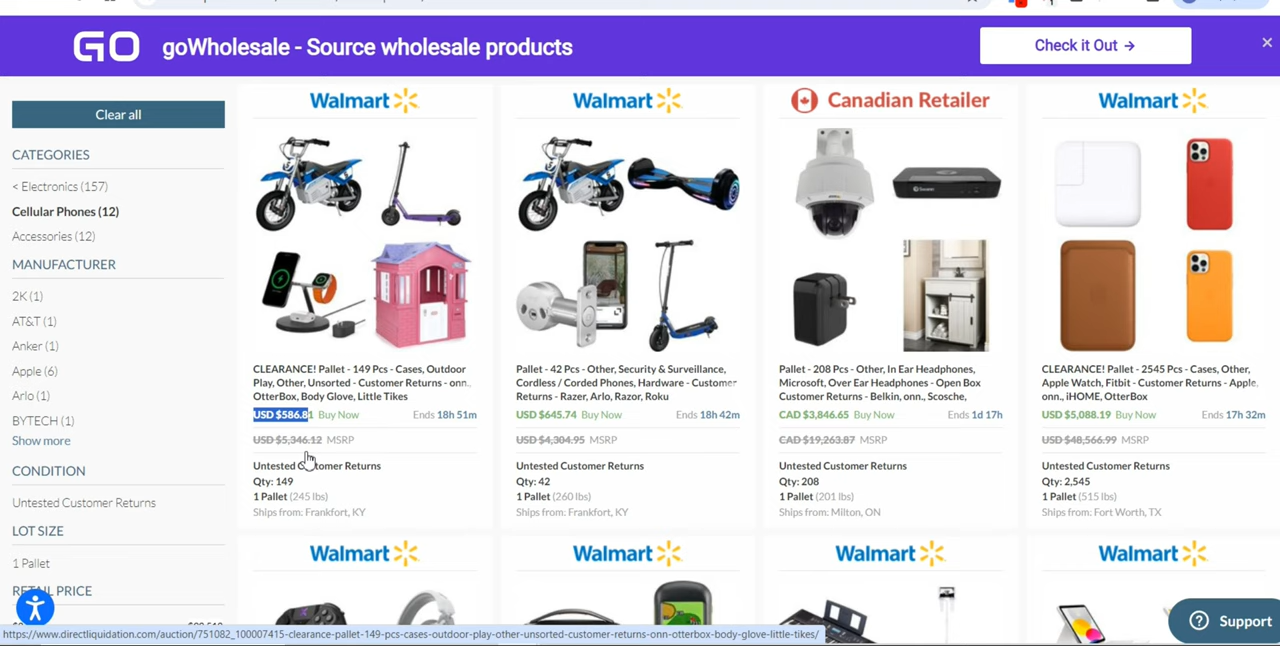 GO goWholesale - Source wholesale products
Check it Out →
×
Clear all
CATEGORIES
< Electronics (157)
Cellular Phones (12)
Accessories (12)
MANUFACTURER
2K (1)
AT&T (1)
Anker (1)
Apple (6)
Arlo (1)
BYTECH (1)
Show more
CONDITION
Untested Customer Returns
LOT SIZE
1 Pallet
RETAIL PRICE
Walmart
CLEARANCE! Pallet - 149 Pcs - Cases, Outdoor
Play, Other, Unsorted - Customer Returns - onn.,
OtterBox, Body Glove, Little Tikes
USD $586.81 Buy Now Ends 18h 51m
USD $5,346.12 MSRP
Untested Customer Returns
Qty: 149
1 Pallet (245 lbs)
Ships from: Frankfort, KY
Walmart
Pallet - 42 Pcs - Other, Security & Surveillance,
Cordless / Corded Phones, Hardware - Customer
Returns - Razer, Arlo, Razor, Roku
USD $645.74 Buy Now Ends 18h 42m
USD $4,304.95 MSRP
Untested Customer Returns
Qty: 42
1 Pallet (260 lbs)
Ships from: Frankfort, KY
Canadian Retailer
Pallet - 208 Pcs - Other, In Ear Headphones,
Microsoft, Over Ear Headphones - Open Box
Customer Returns - Belkin, onn., Scosche,
CAD $3,846.65 Buy Now Ends 1d 17h
CAD $19,263.87 MSRP
Untested Customer Returns
Qty: 208
1 Pallet (201 lbs)
Ships from: Milton, ON
Walmart
CLEARANCE! Pallet - 2545 Pcs - Cases, Other,
Apple Watch, Fitbit - Customer Returns - Apple,
onn., iHOME, OtterBox
USD $5,088.19 Buy Now Ends 17h 32m
USD $48,566.99 MSRP
Untested Customer Returns
Qty: 2,545
1 Pallet (515 lbs)
Ships from: Fort Worth, TX
Walmart
Walmart
Walmart
Walmart
https://www.directliquidation.com/auction/751082_100007415-clearance-pallet-149-pcs-cases-outdoor-play-other-unsorted-customer-returns-onn-otterbox-body-glove-little-tikes/
Support